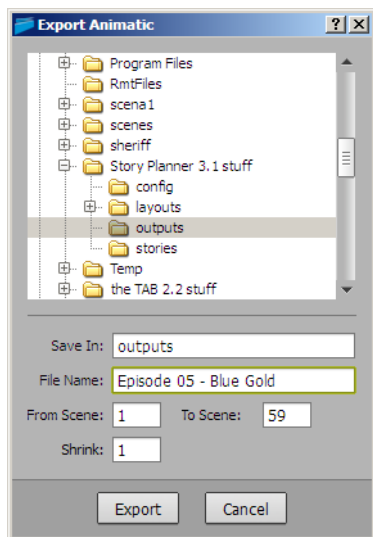 Export Animatic
Program Files
RmtFiles
scena1
scenes
sheriff
Story Planner 3.1 stuff
config
layouts
outputs
stories
Temp
the TAB 2.2 stuff
Save In: outputs
File Name: Episode 05 - Blue Gold
From Scene: 1 To Scene: 59
Shrink: 1
Export Cancel